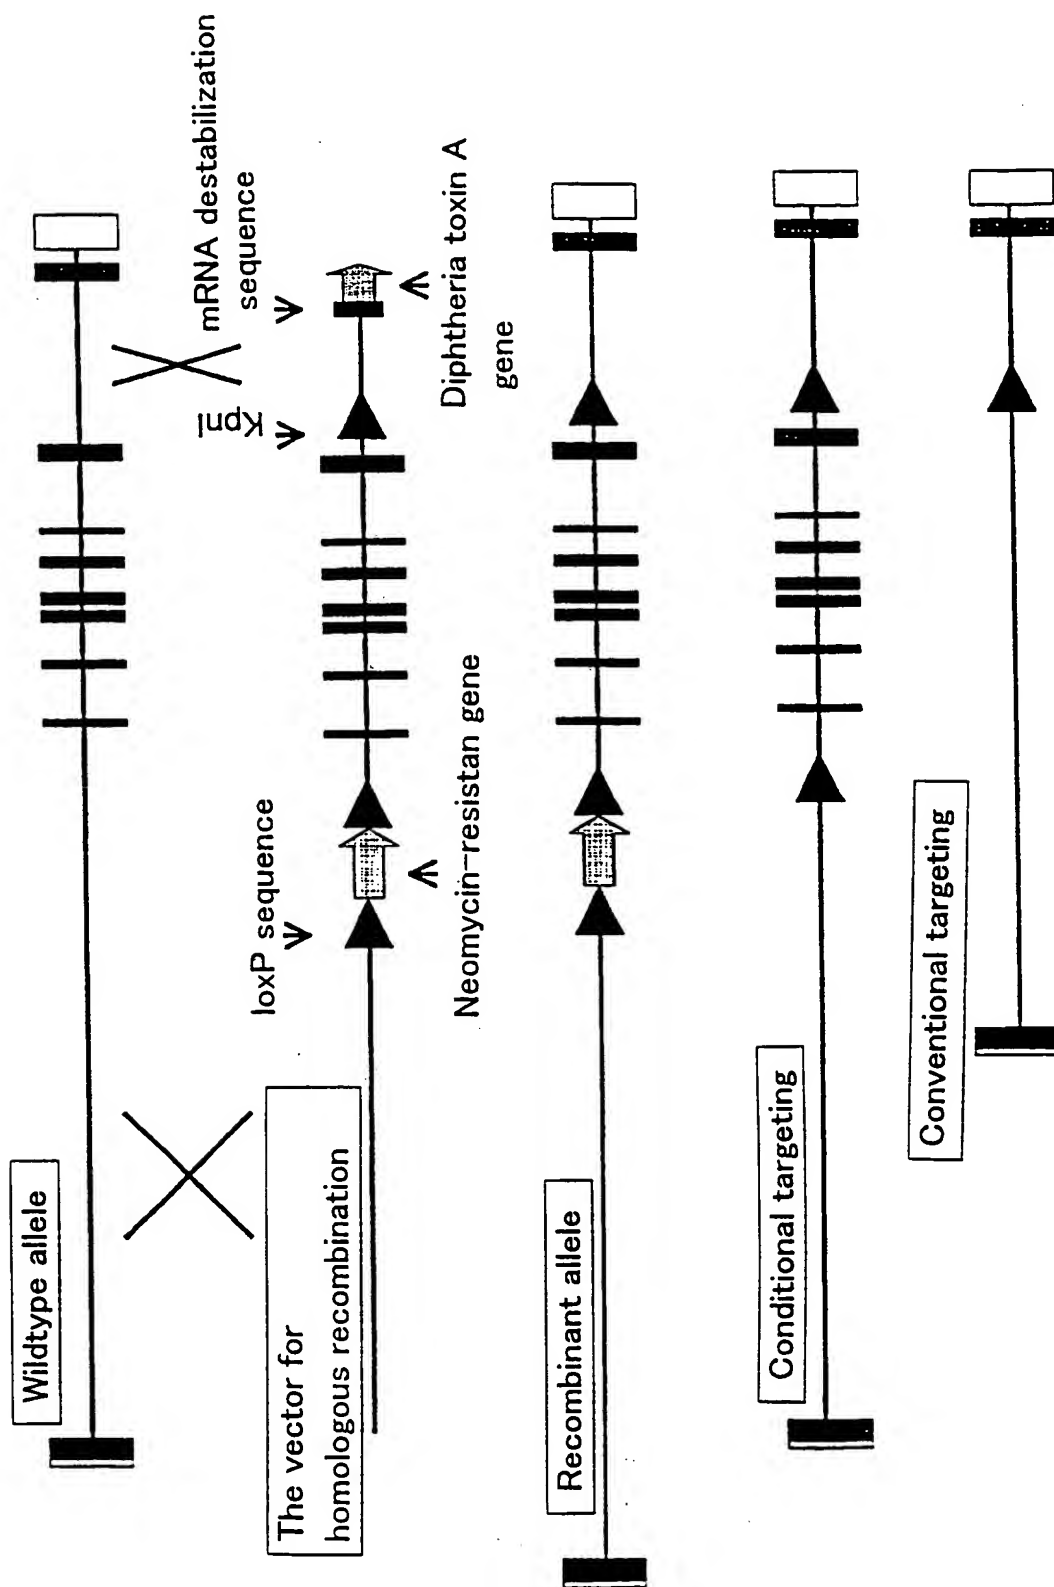 Wildtype allele
mRNA destabilization
sequence
KpnI
loxP sequence
The vector for
homologous recombination
Neomycin-resistan gene
Diphtheria toxin A
gene
Recombinant allele
Conditional targeting
Conventional targeting